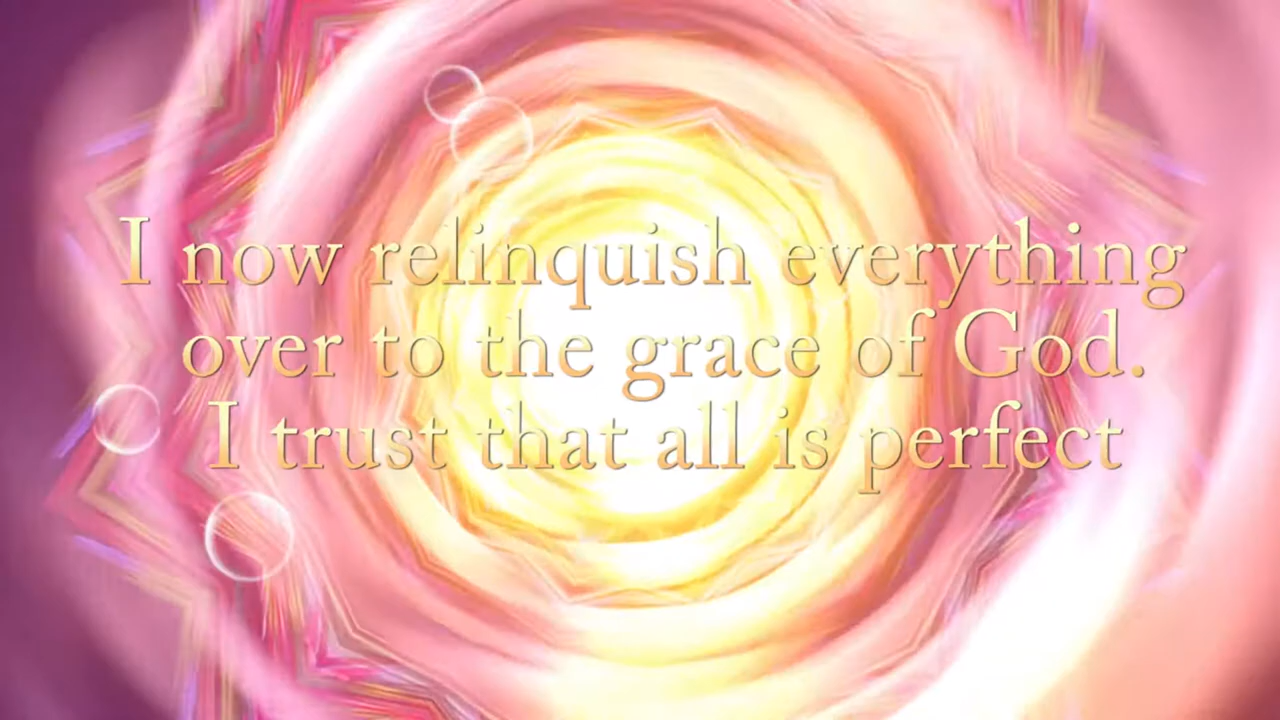 I now relinquish everything
over to the grace of God.
I trust that all is perfect